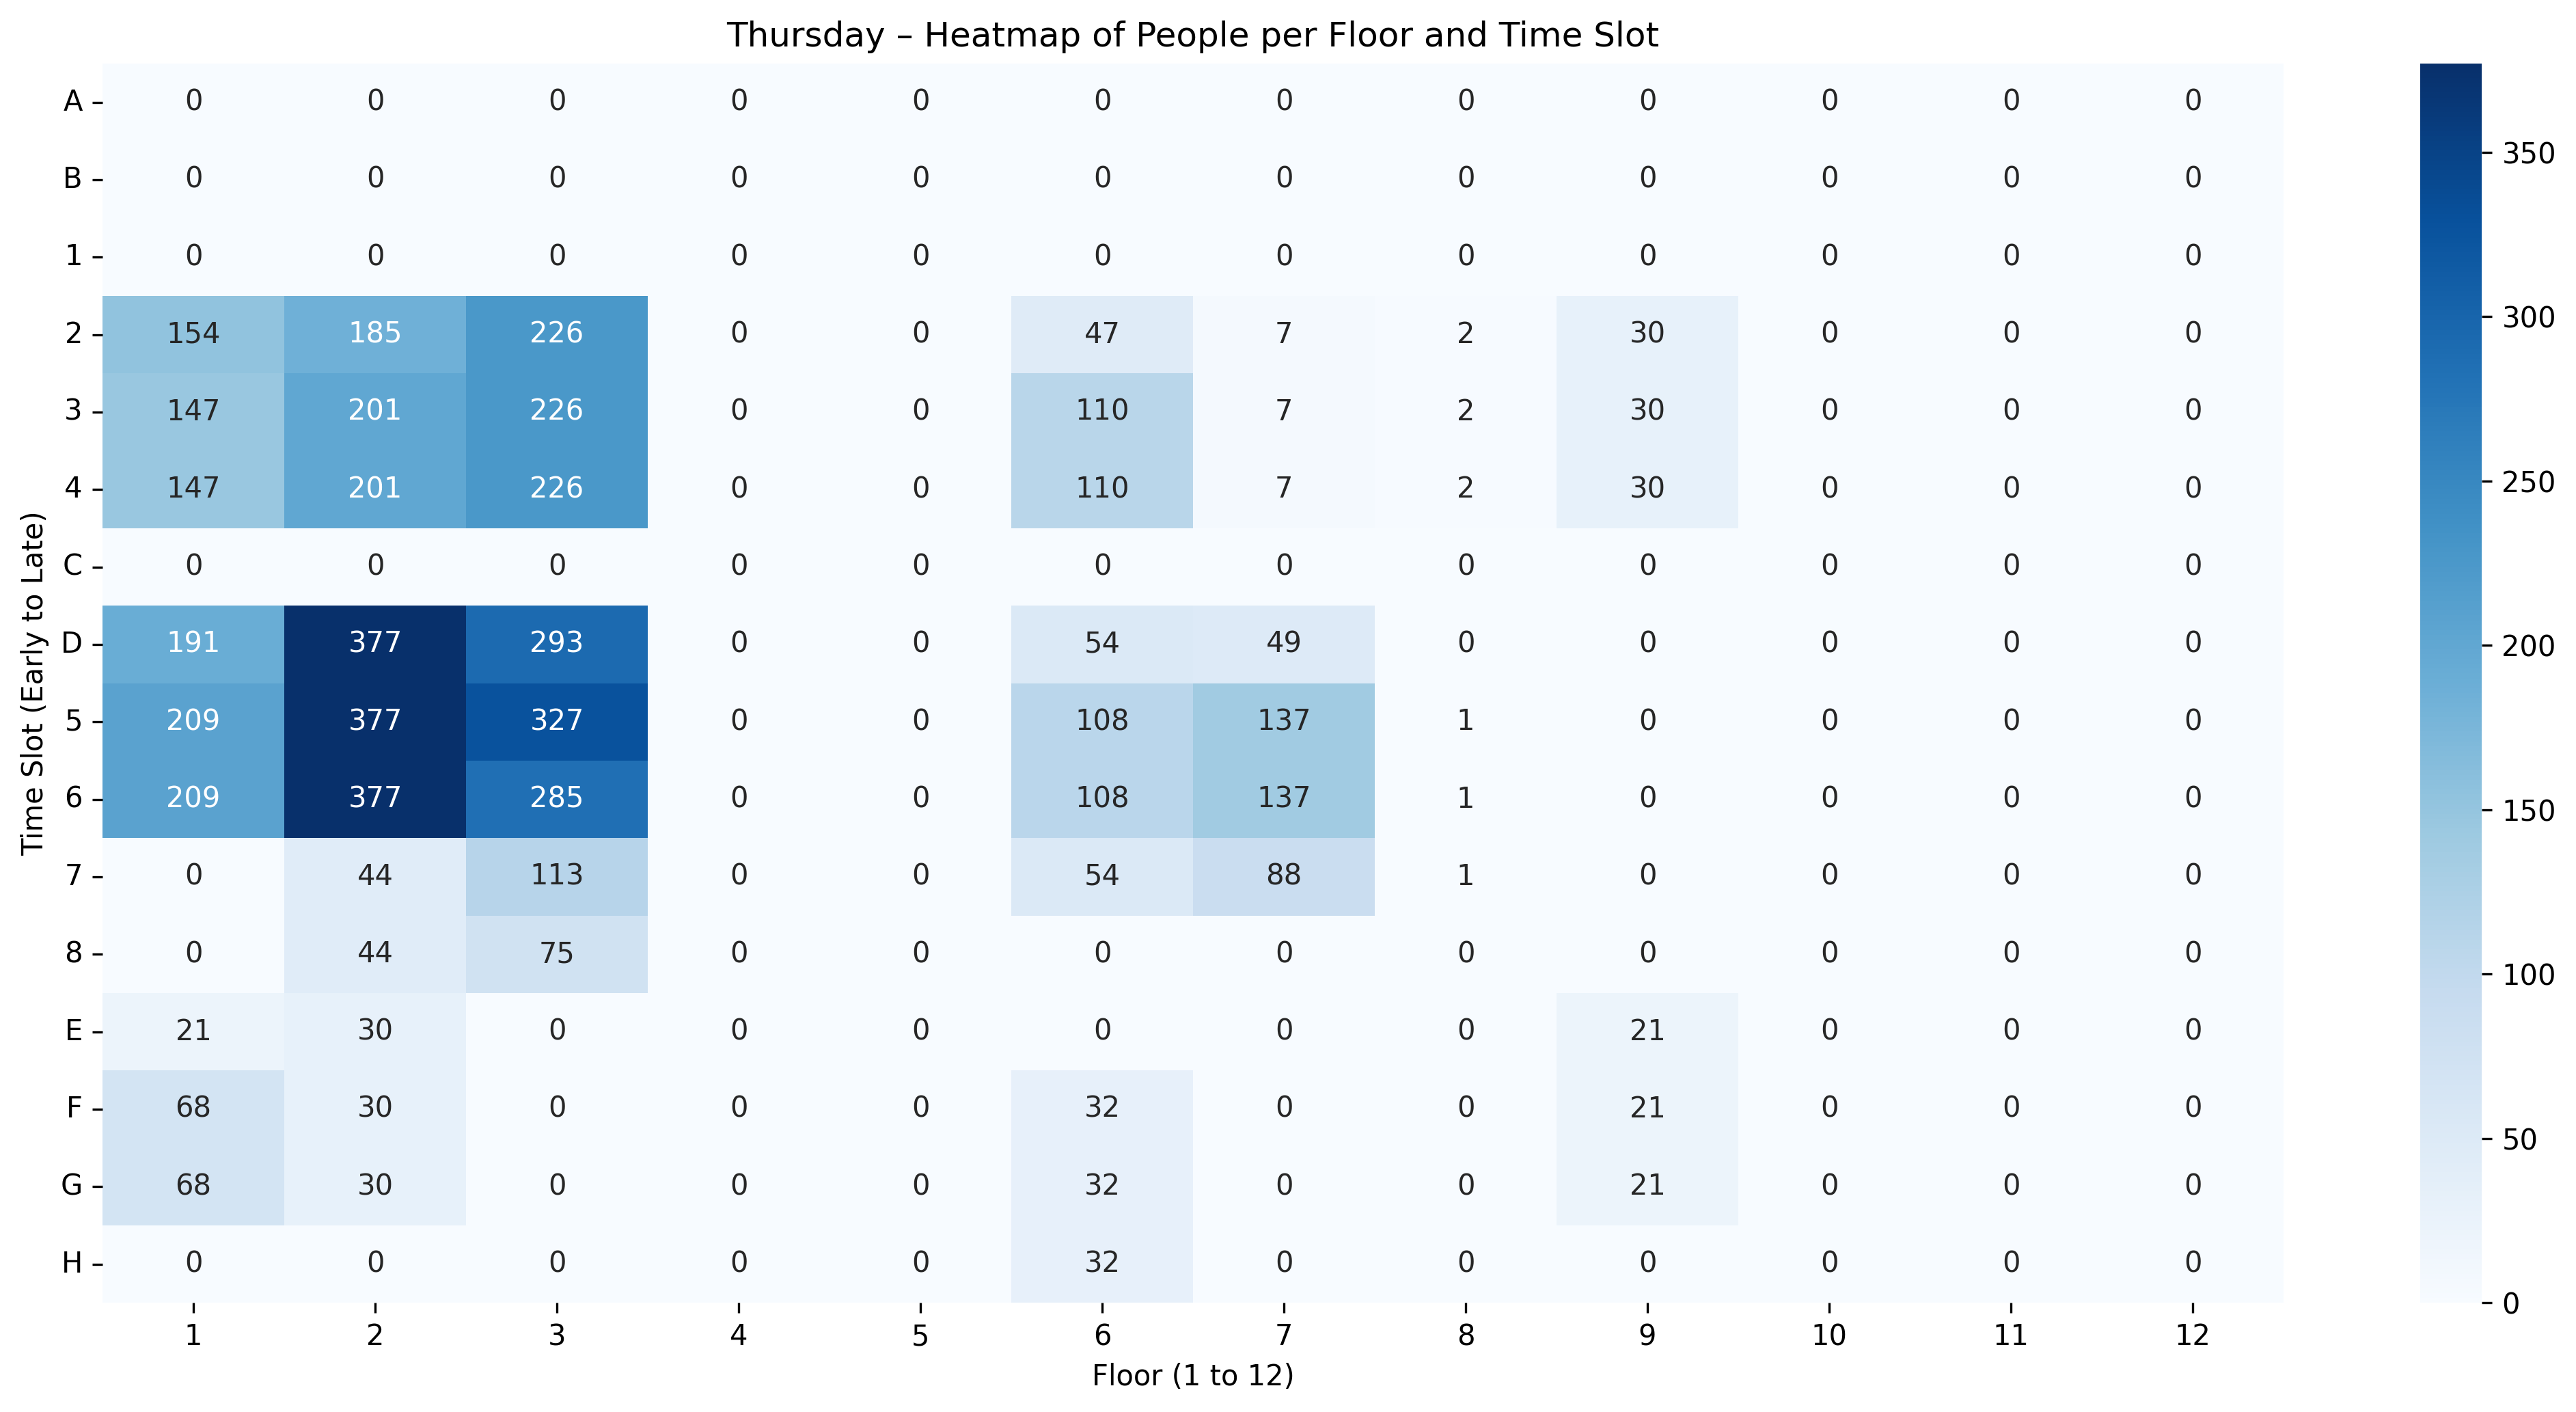 Thursday – Heatmap of People per Floor and Time Slot
A 0 0 0 0 0 0 0 0 0 0 0 0
B 0 0 0 0 0 0 0 0 0 0 0 0
1 0 0 0 0 0 0 0 0 0 0 0 0
2 154 185 226 0 0 47 7 2 30 0 0 0
3 147 201 226 0 0 110 7 2 30 0 0 0
4 147 201 226 0 0 110 7 2 30 0 0 0
C 0 0 0 0 0 0 0 0 0 0 0 0
D 191 377 293 0 0 54 49 0 0 0 0 0
5 209 377 327 0 0 108 137 1 0 0 0 0
6 209 377 285 0 0 108 137 1 0 0 0 0
7 0 44 113 0 0 54 88 1 0 0 0 0
8 0 44 75 0 0 0 0 0 0 0 0 0
E 21 30 0 0 0 0 0 0 21 0 0 0
F 68 30 0 0 0 32 0 0 21 0 0 0
G 68 30 0 0 0 32 0 0 21 0 0 0
H 0 0 0 0 0 32 0 0 0 0 0 0
1 2 3 4 5 6 7 8 9 10 11 12
Floor (1 to 12)
Time Slot (Early to Late)
350
300
250
200
150
100
50
0